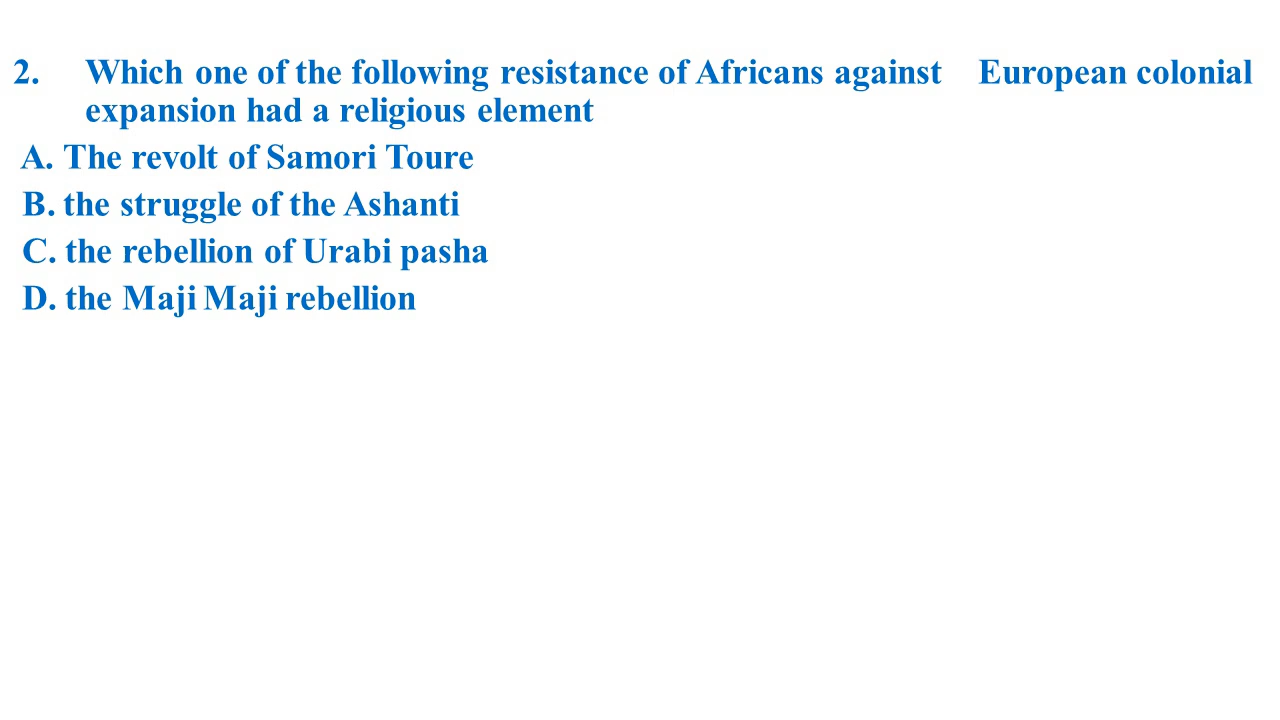 2. Which one of the following resistance of Africans against European colonial
expansion had a religious element
A. The revolt of Samori Toure
B. the struggle of the Ashanti
C. the rebellion of Urabi pasha
D. the Maji Maji rebellion